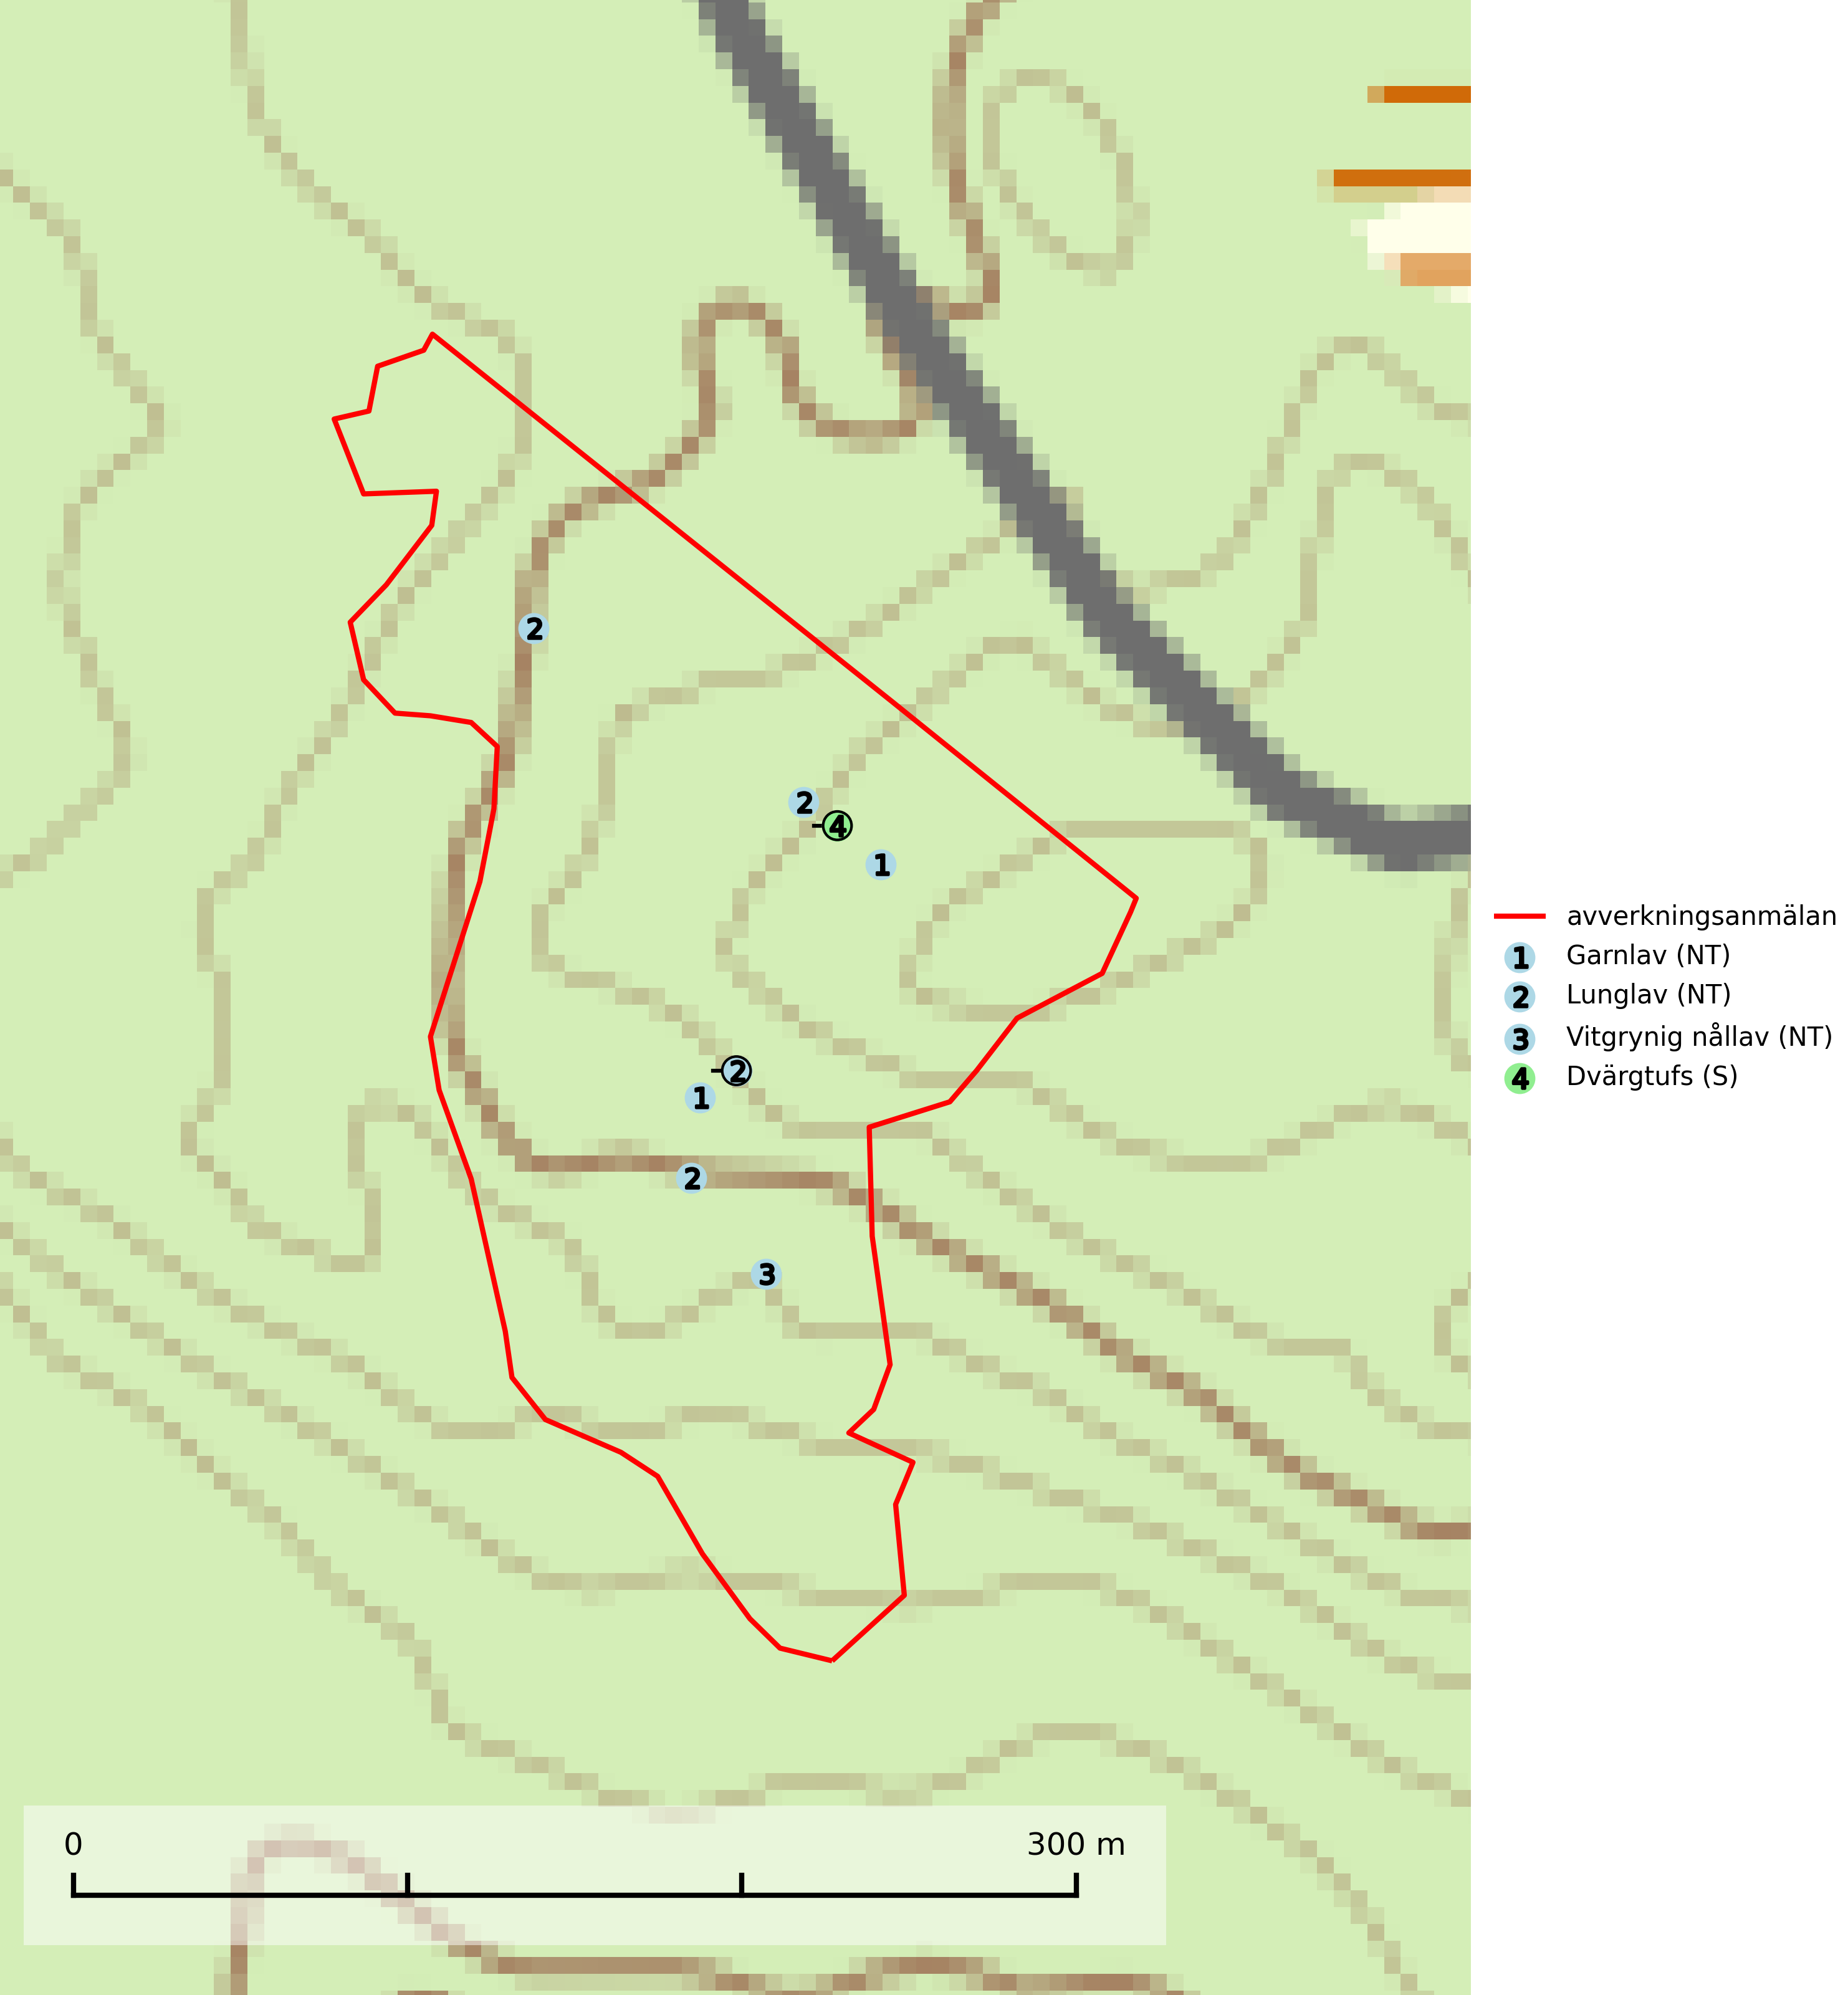 2
2
4
1
2
1
2
3
0 300 m
avverkningsanmälan
1 Garnlav (NT)
2 Lunglav (NT)
3 Vitgrynig nållav (NT)
4 Dvärgtufs (S)